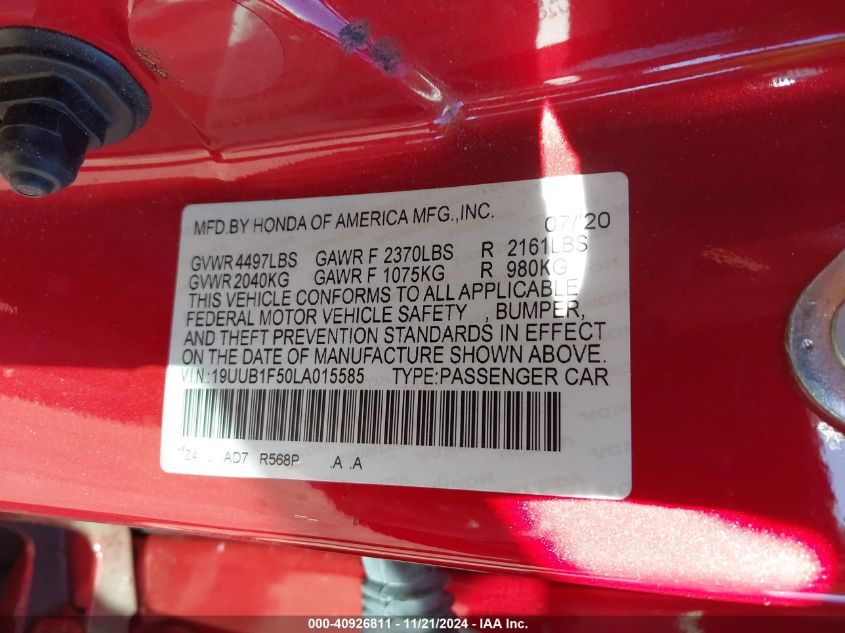 MFD.BY HONDA OF AMERICA MFG.,INC. 07/'20
GVWR 4497LBS GAWR F 2370LBS R 2161LBS
GVWR 2040KG GAWR F 1075KG R 980KG
THIS VEHICLE CONFORMS TO ALL APPLICABLE
FEDERAL MOTOR VEHICLE SAFETY , BUMPER,
AND THEFT PREVENTION STANDARDS IN EFFECT
ON THE DATE OF MANUFACTURE SHOWN ABOVE.
VIN:19UUB1F50LA015585 TYPE:PASSENGER CAR
AD7 R568P .A .A
000-40926811 - 11/21/2024 - IAA Inc.